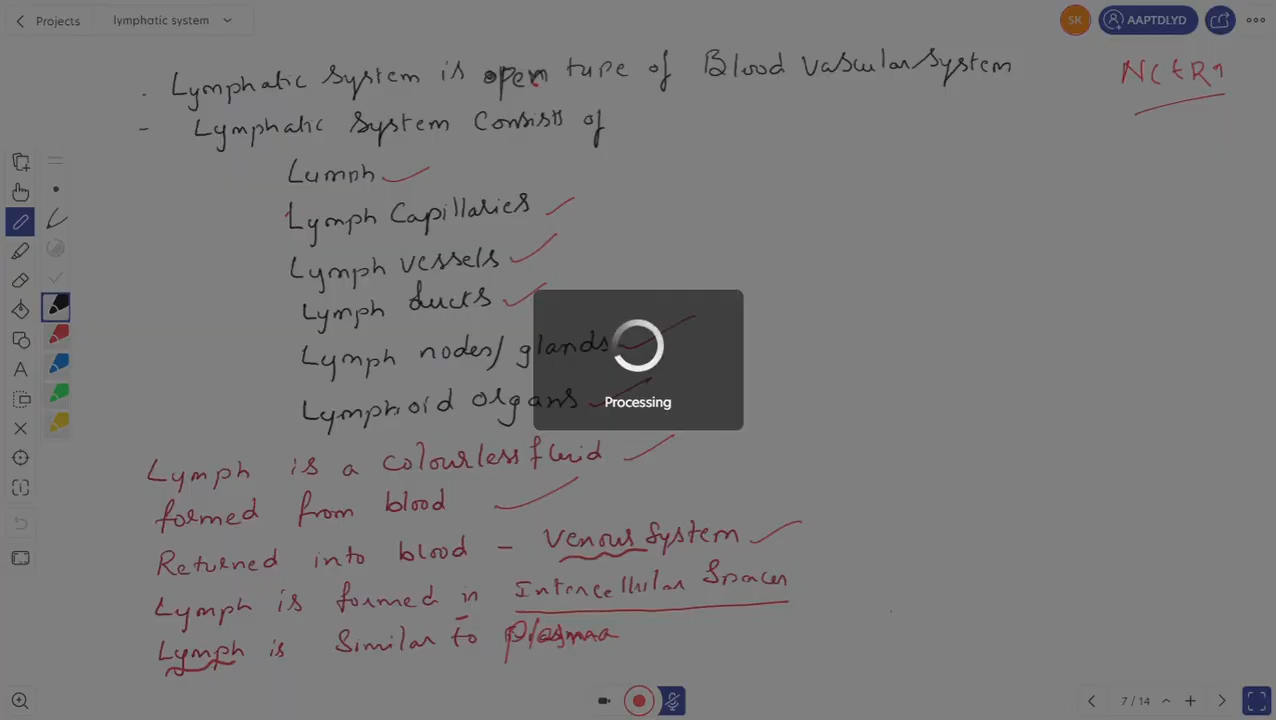 Projects
lymphatic system
SK
AAPTDLYD
. Lymphatic System is open type of Blood Vascular System
NCERT
- Lymphatic System Consists of
Lymph
Lymph Capillaries
Lymph vessels
Lymph ducts
Lymph nodes/ glands
Lymphoid organs
Processing
Lymph is a colourless fluid
formed from blood
Returned into blood - Venous System
Lymph is formed in Intercellular Spaces
Lymph is Similar to plasma
7 / 14